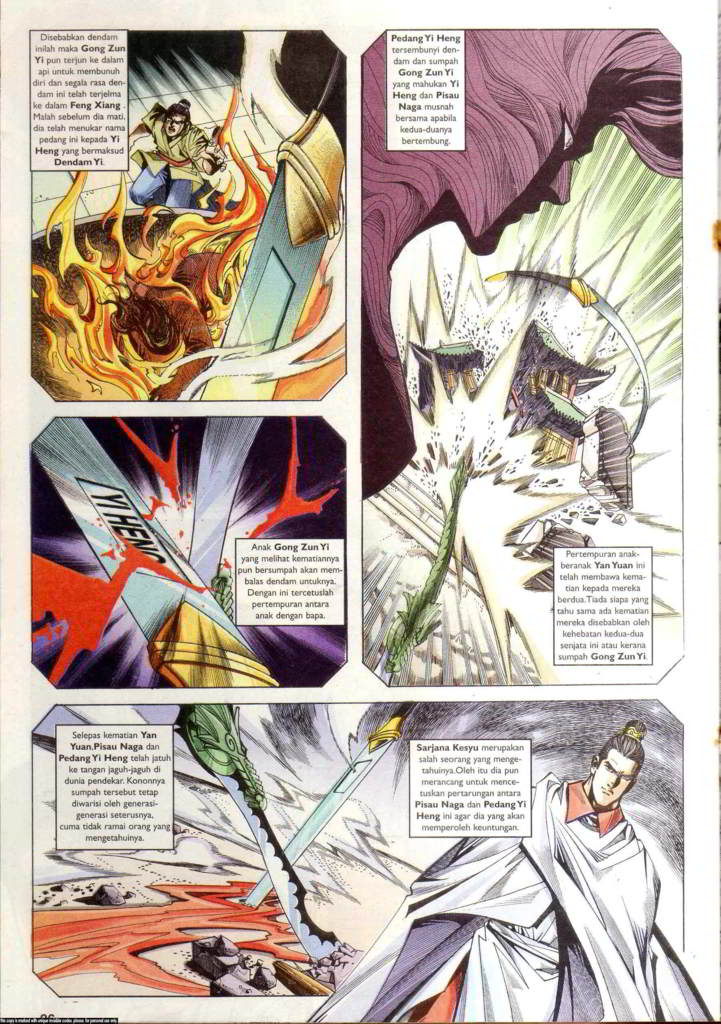 Disebabkan dendam
inilah maka Gong Zun
Yi pun terjun ke dalam
api untuk membunuh
diri dan segala rasa den-
dam ini telah terjelma
ke dalam Feng Xiang .
Malah sebelum dia mati,
dia telah menukar nama
pedang ini kepada Yi
Heng yang bermaksud
Dendam Yi.
Pedang Yi Heng
tersembunyi den-
dam dan sumpah
Gong Zun Yi
yang mahukan Yi
Heng dan Pisau
Naga musnah
bersama apabila
kedua-duanya
bertembung.
YI HENG
Anak Gong Zun Yi
yang melihat kematiannya
pun bersumpah akan mem-
balas dendam untuknya.
Dengan ini tercetuslah
pertempuran antara
anak dengan bapa.
Pertempuran anak-
beranak Yan Yuan ini
telah membawa kema-
tian kepada mereka
berdua.Tiada siapa yang
tahu sama ada kematian
mereka disebabkan oleh
kehebatan kedua-dua
senjata ini atau kerana
sumpah Gong Zun Yi.
Selepas kematian Yan
Yuan,Pisau Naga dan
Pedang Yi Heng telah jatuh
ke tangan jaguh-jaguh di
dunia pendekar. Kononnya
sumpah tersebut tetap
diwarisi oleh generasi-
generasi seterusnya,
cuma tidak ramai orang yang
mengetahuinya.
Sarjana Kesyu merupakan
salah seorang yang menge-
tahuinya.Oleh itu dia pun
merancang untuk mence-
tuskan pertarungan antara
Pisau Naga dan Pedang Yi
Heng ini agar dia yang akan
memperoleh keuntungan.